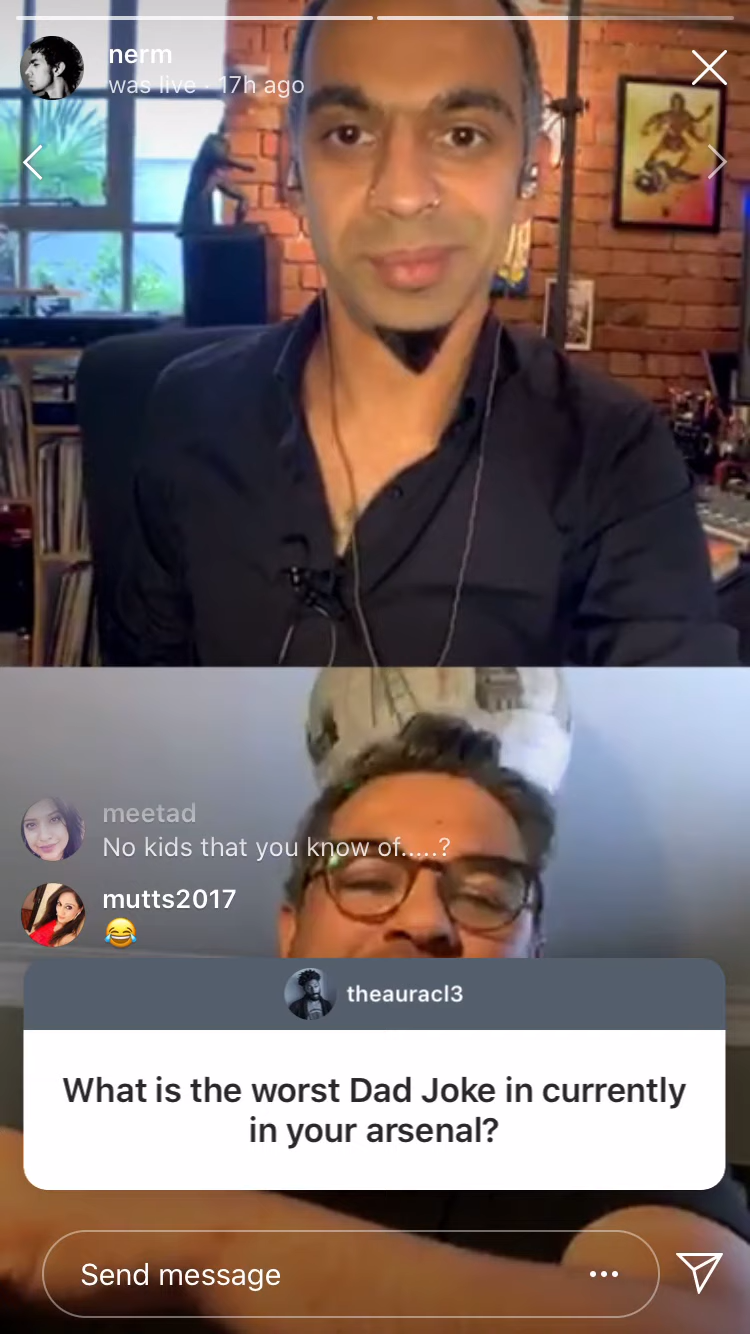 nerm
was live · 17h ago
meetad
No kids that you know of.....?
mutts2017
😂
theauracl3
What is the worst Dad Joke in currently
in your arsenal?
Send message